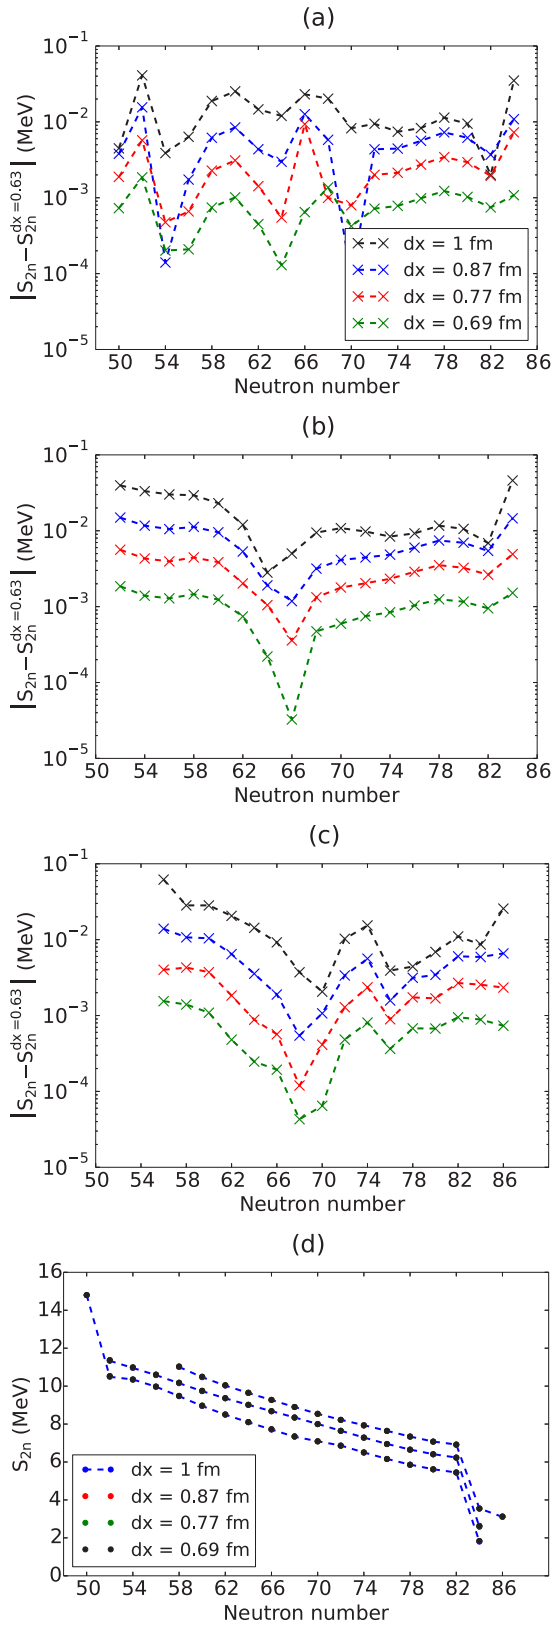 (a)
10⁻¹
10⁻²
10⁻³
10⁻⁴
10⁻⁵
|S₂ₙ−S₂ₙ^dx=0.63| (MeV)
dx = 1 fm
dx = 0.87 fm
dx = 0.77 fm
dx = 0.69 fm
50 54 58 62 66 70 74 78 82 86
Neutron number
(b)
10⁻¹
10⁻²
10⁻³
10⁻⁴
10⁻⁵
|S₂ₙ−S₂ₙ^dx=0.63| (MeV)
50 54 58 62 66 70 74 78 82 86
Neutron number
(c)
10⁻¹
10⁻²
10⁻³
10⁻⁴
10⁻⁵
|S₂ₙ−S₂ₙ^dx=0.63| (MeV)
50 54 58 62 66 70 74 78 82 86
Neutron number
(d)
16
14
12
10
8
6
4
2
0
S₂ₙ (MeV)
dx = 1 fm
dx = 0.87 fm
dx = 0.77 fm
dx = 0.69 fm
50 54 58 62 66 70 74 78 82 86
Neutron number